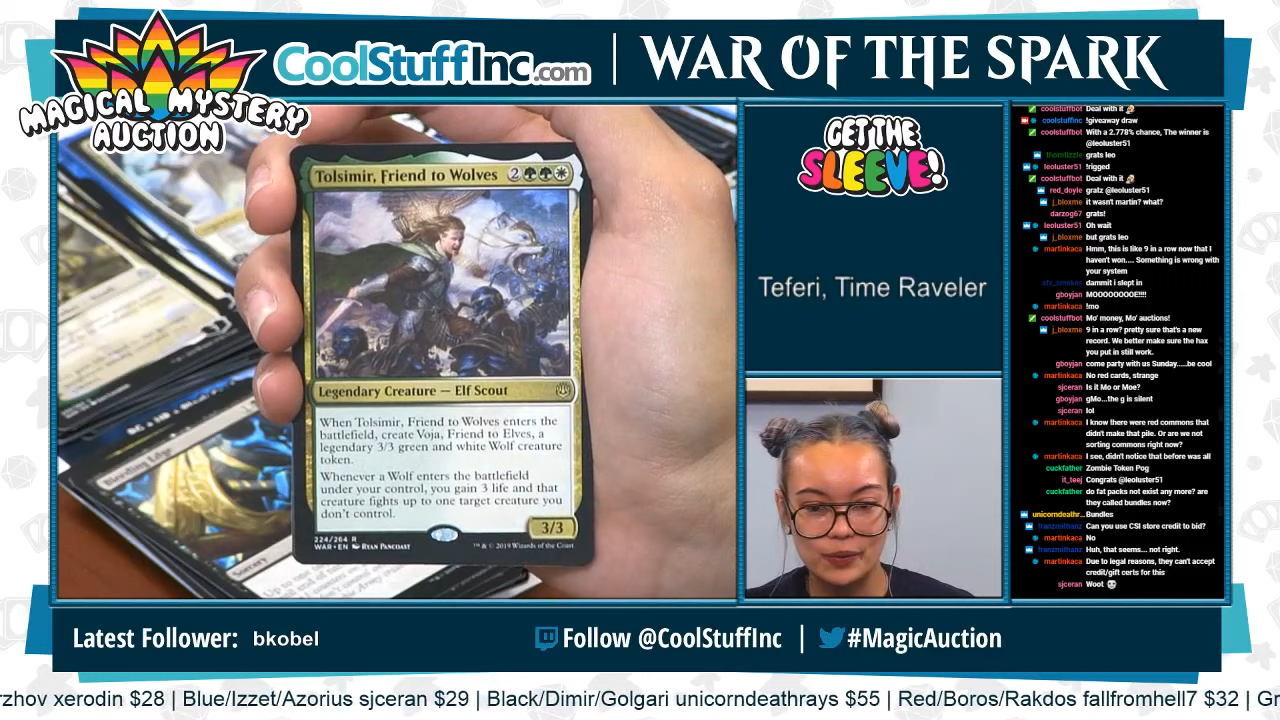 MAGICAL MYSTERY
AUCTION
CoolStuffInc.com
WAR OF THE SPARK
Tolsimir, Friend to Wolves
2
Legendary Creature — Elf Scout
When Tolsimir, Friend to Wolves enters the
battlefield, create Voja, Friend to Elves, a
legendary 3/3 green and white Wolf creature
token.
Whenever a Wolf enters the battlefield
under your control, you gain 3 life and that
creature fights up to one target creature you
don't control.
3/3
224/264 R
WAR • EN RYAN PANCOAST
™ & © 2019 Wizards of the Coast
Sorcery
GET THE
SLEEVE!
Teferi, Time Raveler
coolstuffbot Deal with it
coolstuffinc !giveaway draw
coolstuffbot With a 2.778% chance, The winner is
@leoluster51
thomlizzle grats leo
leoluster51 !rigged
coolstuffbot Deal with it
red_doyle gratz @leoluster51
j_bloxme it wasn't martin? what?
darzog67 grats!
leoluster51 Oh wait
j_bloxme but grats leo
martinkaca Hmm, this is like 9 in a row now that I
haven't won.... Something is wrong with
your system
dammit i slept in
gboyjan MOOOOOOOOE!!!!
martinkaca !mo
coolstuffbot Mo' money, Mo' auctions!
j_bloxme 9 in a row? pretty sure that's a new
record. We better make sure the hax
you put in still work.
gboyjan come party with us Sunday.....be cool
martinkaca No red cards, strange
sjceran Is it Mo or Moe?
gboyjan gMo...the g is silent
sjceran lol
martinkaca I know there were red commons that
didn't make that pile. Or are we not
sorting commons right now?
martinkaca I see, didn't notice that before was all
cuckfather Zombie Token Pog
it_teej Congrats @leoluster51
cuckfather do fat packs not exist any more? are
they called bundles now?
unicorndeathr... Bundles
franzmilhanz Can you use CSI store credit to bid?
martinkaca No
franzmilhanz Huh, that seems... not right.
martinkaca Due to legal reasons, they can't accept
credit/gift certs for this
sjceran Woot
Latest Follower: bkobel
Follow @CoolStuffInc | #MagicAuction
rzhov xerodin $28 | Blue/Izzet/Azorius sjceran $29 | Black/Dimir/Golgari unicorndeathrays $55 | Red/Boros/Rakdos fallfromhell7 $32 | Gr